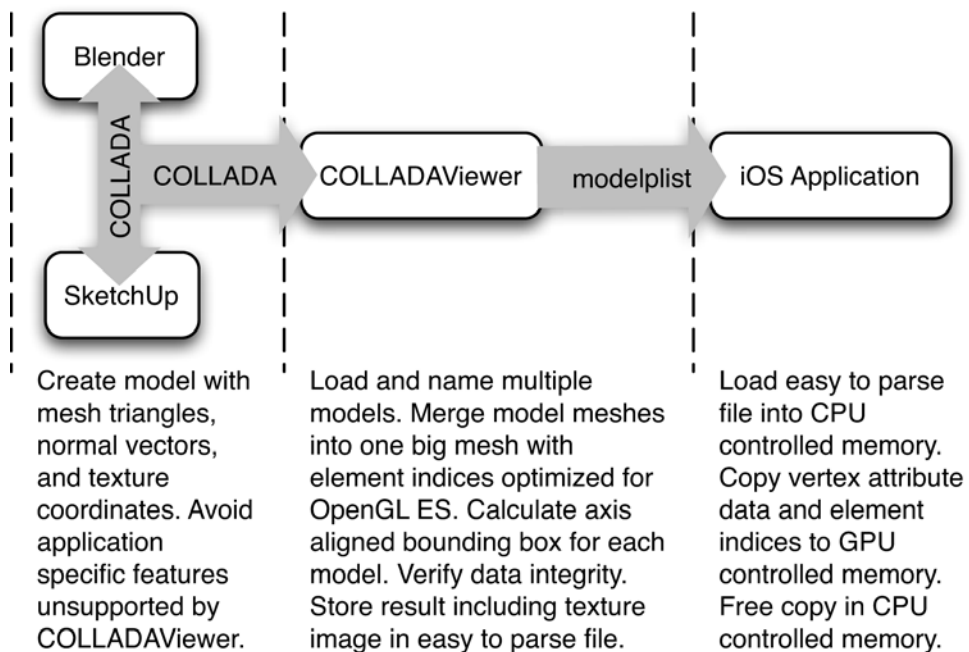 Blender
COLLADA
COLLADA
COLLADAViewer
modelplist
iOS Application
SketchUp
Create model with
mesh triangles,
normal vectors,
and texture
coordinates. Avoid
application
specific features
unsupported by
COLLADAViewer.
Load and name multiple
models. Merge model meshes
into one big mesh with
element indices optimized for
OpenGL ES. Calculate axis
aligned bounding box for each
model. Verify data integrity.
Store result including texture
image in easy to parse file.
Load easy to parse
file into CPU
controlled memory.
Copy vertex attribute
data and element
indices to GPU
controlled memory.
Free copy in CPU
controlled memory.